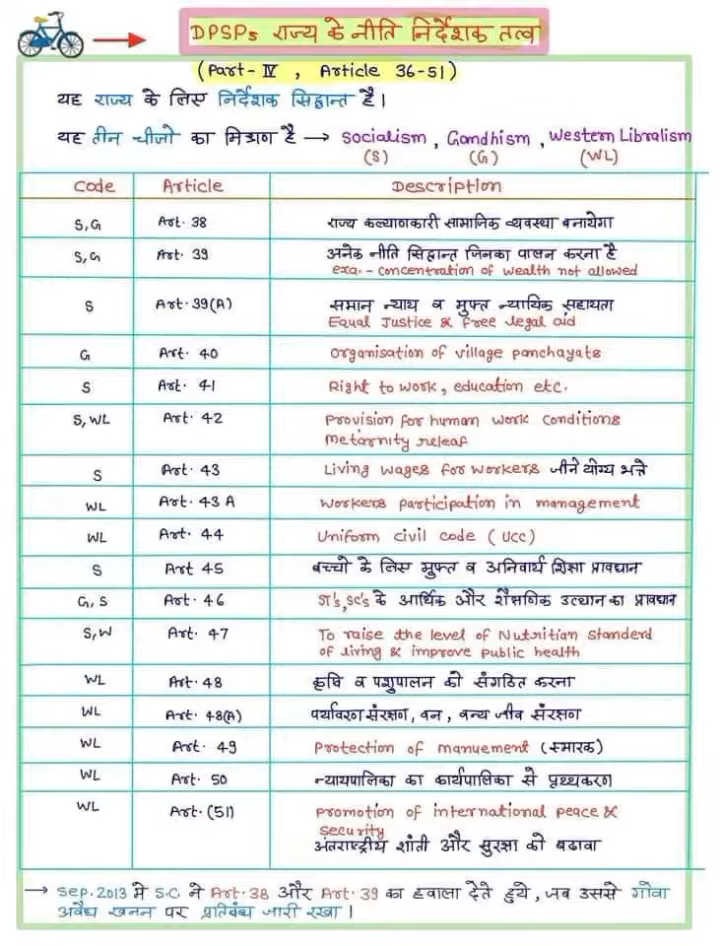 DPSPs राज्य के नीति निर्देशक तत्व
(Part-IV, Article 36-51)
यह राज्य के लिए निर्देशक सिद्वान्त है।
यह तीन चीजो का मिश्रण है → Socialism, Gandhism, Western Libralism
(S) (G) (WL)
Code Article Description
S,G Art. 38 राज्य कल्याणकारी सामाजिक व्यवस्था बनायेगा
S,G Art. 39 अनेक नीति सिद्वान्त जिनका पालन करना है
exa. - concentration of wealth not allowed
S Art. 39(A) समान न्याय व मुफ्त न्यायिक सहायता
Equal Justice & free legal aid
G Art. 40 Organisation of village panchayats
S Art. 41 Right to work, education etc.
S, WL Art. 42 Provision for human work conditions
metarnity releaf
S Art. 43 Living wages for workers जीने योग्य भत्ते
WL Art. 43 A Workers participation in management
WL Art. 44 Uniform civil code (UCC)
S Art 45 बच्चो के लिए मुफ्त व अनिवार्य शिक्षा प्रावधान
G, S Art. 46 ST's, SC's के आर्थिक और शैक्षणिक उत्थान का प्रावधान
S, W Art. 47 To raise the level of Nutrition Standerd
of living & improve public health
WL Art. 48 कृषि व पशुपालन को संगठित करना
WL Art. 48(A) पर्यावरण संरक्षण, वन, वन्य जीव संरक्षण
WL Art. 49 Protection of manuement (स्मारक)
WL Art. 50 न्यायपालिका का कार्यपालिका से पृथ्थकरण
WL Art. (51) Promotion of international peace &
security
अंतराष्ट्रीय शांती और सुरक्षा को बढावा
→ Sep. 2013 मे S.C. ने Art. 38 और Art. 39 का हवाला देते हुये, जब उससे गोवा
अवैध खनन पर प्रतिबंध जारी रखा।